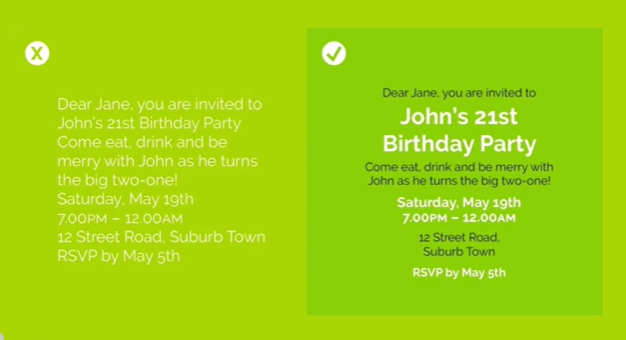 Dear Jane, you are invited to
John's 21st Birthday Party
Come eat, drink and be
merry with John as he turns
the big two-one!
Saturday, May 19th
7.00PM – 12.00AM
12 Street Road, Suburb Town
RSVP by May 5th
Dear Jane, you are invited to
John's 21st
Birthday Party
Come eat, drink and be merry with
John as he turns the big two-one!
Saturday, May 19th
7.00PM – 12.00AM
12 Street Road,
Suburb Town
RSVP by May 5th